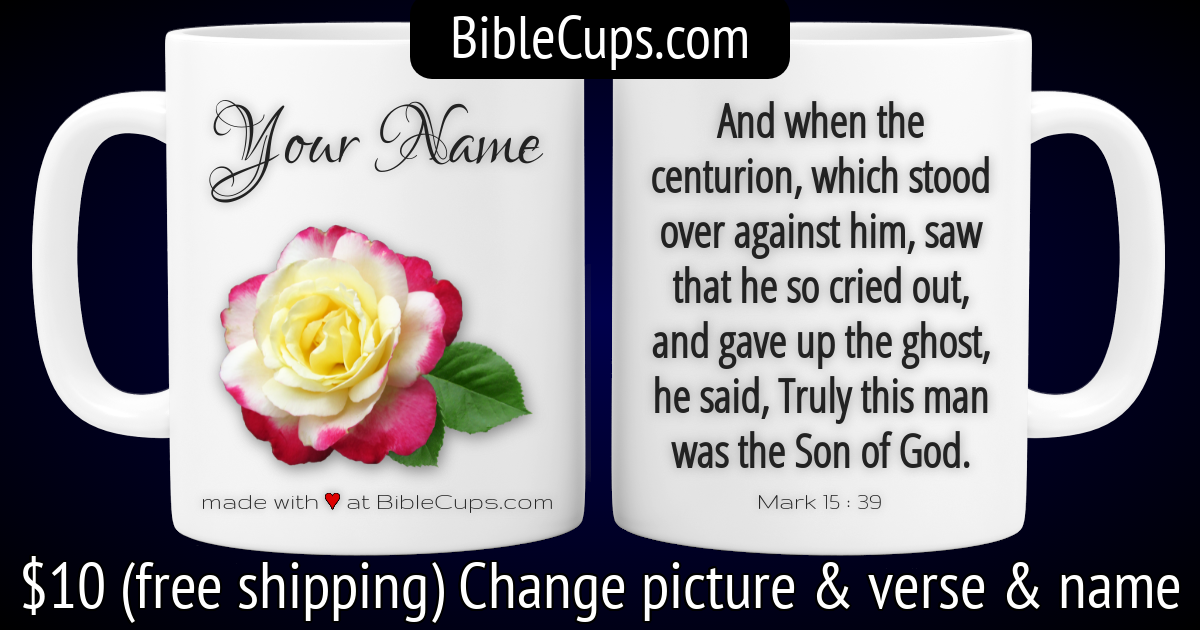 BibleCups.com
Your Name
made with ♥ at BibleCups.com
And when the
centurion, which stood
over against him, saw
that he so cried out,
and gave up the ghost,
he said, Truly this man
was the Son of God.
Mark 15 : 39
$10 (free shipping) Change picture & verse & name